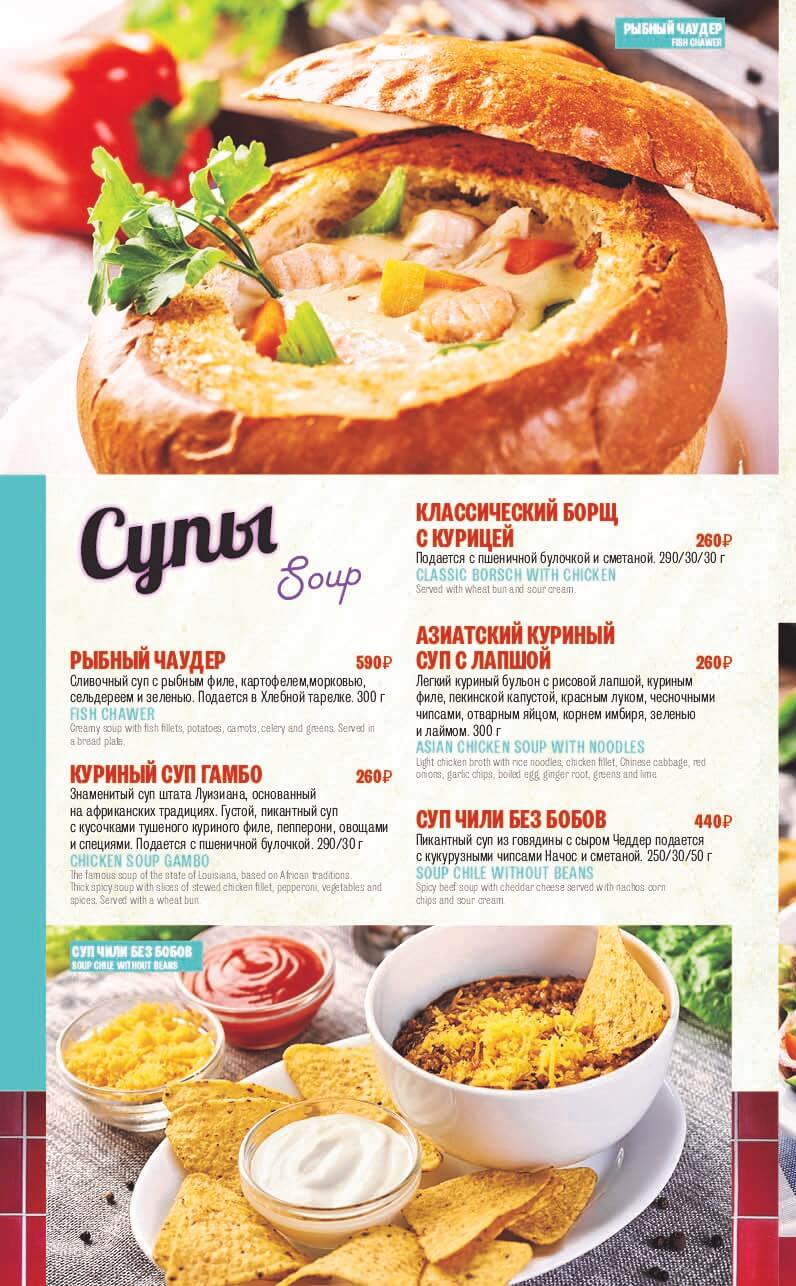 РЫБНЫЙ ЧАУДЕР
FISH CHAWER
Супы
Soup
РЫБНЫЙ ЧАУДЕР 590₽
Сливочный суп с рыбным филе, картофелем,морковью,
сельдереем и зеленью. Подается в Хлебной тарелке. 300 г
FISH CHAWER
Creamy soup with fish fillets, potatoes, carrots, celery and greens. Served in
a bread plate.
КУРИНЫЙ СУП ГАМБО 260₽
Знаменитый суп штата Луизиана, основанный
на африканских традициях. Густой, пикантный суп
с кусочками тушеного куриного филе, пепперони, овощами
и специями. Подается с пшеничной булочкой. 290/30 г
CHICKEN SOUP GAMBO
The famous soup of the state of Louisiana, based on African traditions.
Thick spicy soup with slices of stewed chicken fillet, pepperoni, vegetables and
spices. Served with a wheat bun.
КЛАССИЧЕСКИЙ БОРЩ
С КУРИЦЕЙ 260₽
Подается с пшеничной булочкой и сметаной. 290/30/30 г
CLASSIC BORSCH WITH CHICKEN
Served with wheat bun and sour cream.
АЗИАТСКИЙ КУРИНЫЙ
СУП С ЛАПШОЙ 260₽
Легкий куриный бульон с рисовой лапшой, куриным
филе, пекинской капустой, красным луком, чесночными
чипсами, отварным яйцом, корнем имбиря, зеленью
и лаймом. 300 г
ASIAN CHICKEN SOUP WITH NOODLES
Light chicken broth with rice noodles, chicken fillet, Chinese cabbage, red
onions, garlic chips, boiled egg, ginger root, greens and lime.
СУП ЧИЛИ БЕЗ БОБОВ 440₽
Пикантный суп из говядины с сыром Чеддер подается
с кукурузными чипсами Начос и сметаной. 250/30/50 г
SOUP CHILE WITHOUT BEANS
Spicy beef soup with cheddar cheese served with nachos corn
chips and sour cream.
СУП ЧИЛИ БЕЗ БОБОВ
SOUP CHILE WITHOUT BEANS